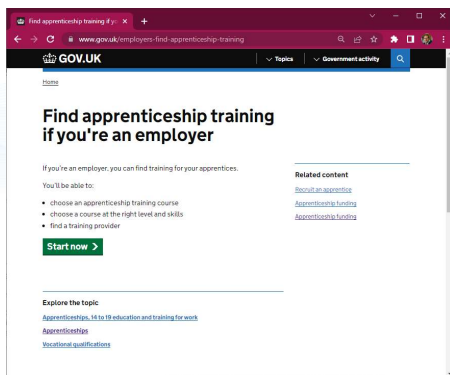 Find apprenticeship training if yo
www.gov.uk/employers-find-apprenticeship-training
GOV.UK
Topics
Government activity
Home
Find apprenticeship training
if you're an employer
If you're an employer, you can find training for your apprentices.
You'll be able to:
• choose an apprenticeship training course
• choose a course at the right level and skills
• find a training provider
Start now
Related content
Recruit an apprentice
Apprenticeship funding
Apprenticeship funding
Explore the topic
Apprenticeships, 14 to 19 education and training for work
Apprenticeships
Vocational qualifications